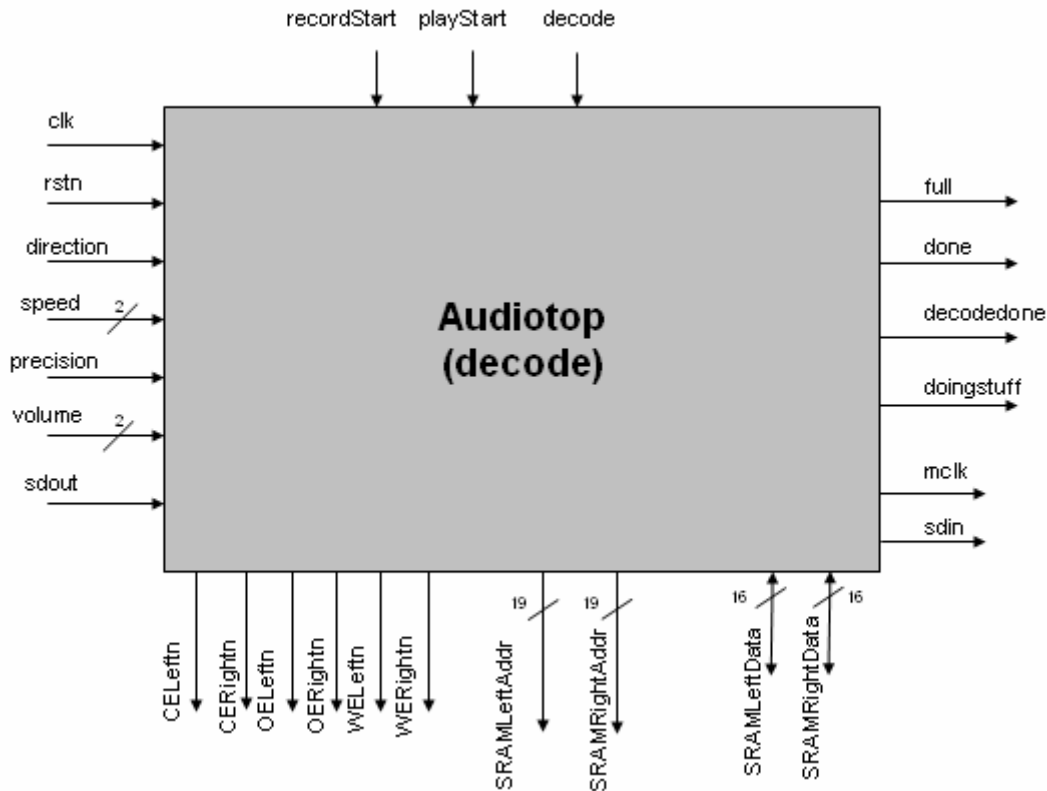 recordStart playStart decode
clk
rstn
direction
speed
2
precision
volume
2
sdout
Audiotop
(decode)
full
done
decodedone
doingstuff
mclk
sdin
CELeftn
CERightn
OELeftn
OERightn
WELeftn
WERightn
19
SRAMLeftAddr
19
SRAMRightAddr
16
SRAMLeftData
16
SRAMRightData